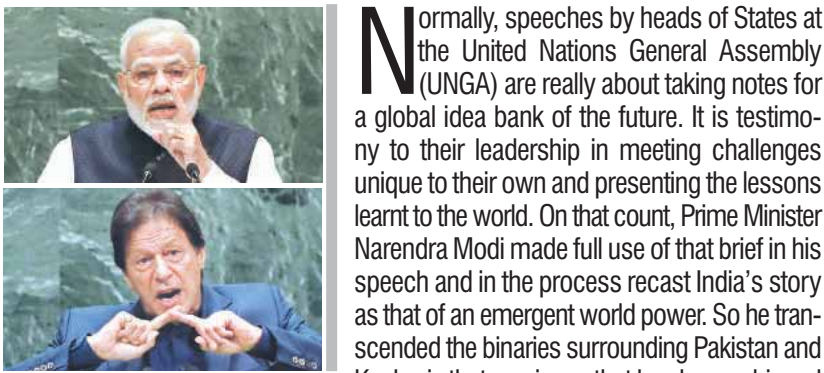 Normally, speeches by heads of States at
the United Nations General Assembly
(UNGA) are really about taking notes for
a global idea bank of the future. It is testimo-
ny to their leadership in meeting challenges
unique to their own and presenting the lessons
learnt to the world. On that count, Prime Minister
Narendra Modi made full use of that brief in his
speech and in the process recast India's story
as that of an emergent world power. So he tran-
scended the binaries surrounding Pakistan and